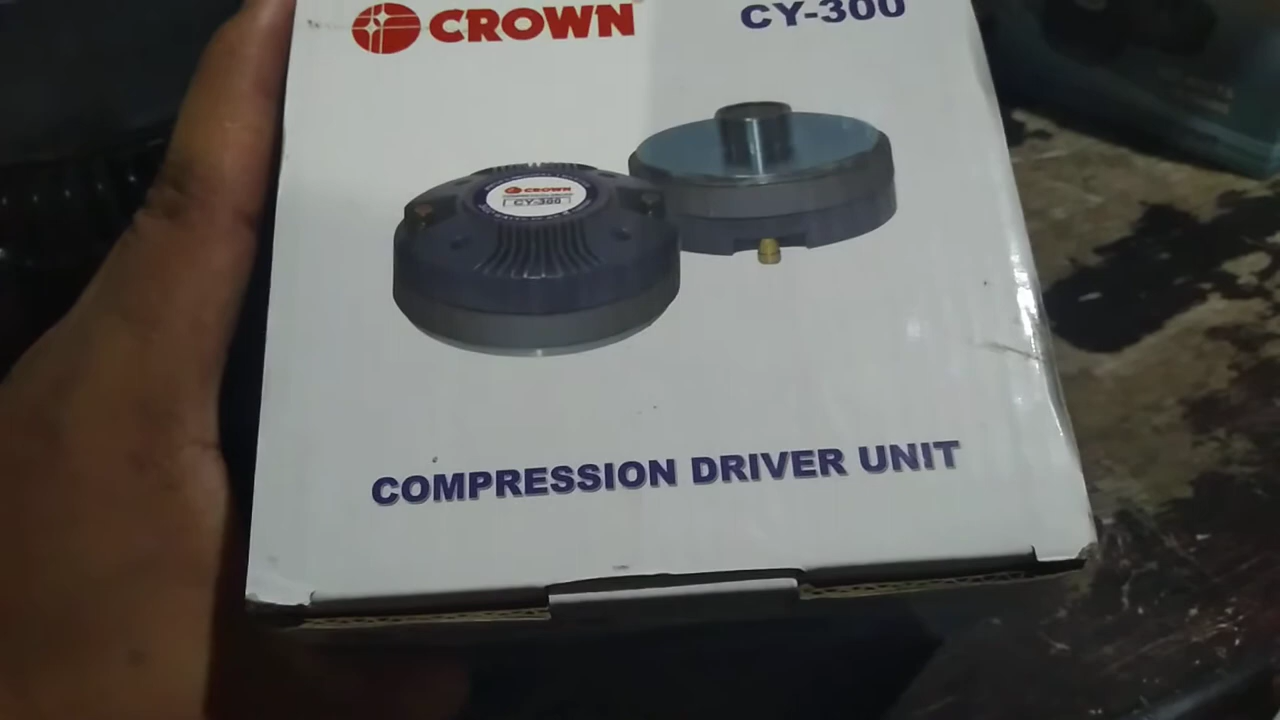 CROWN
CY-300
CROWN
CY-300
COMPRESSION DRIVER UNIT